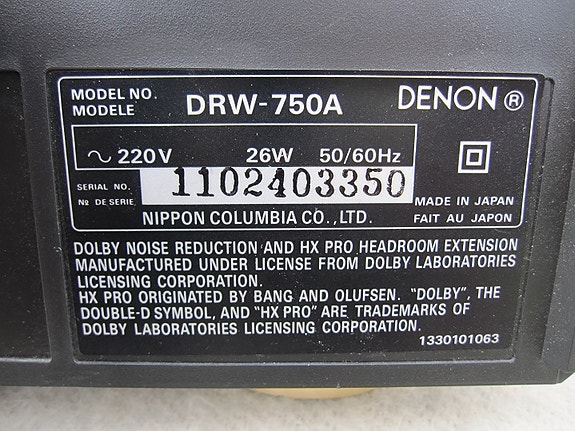 MODEL NO.
MODELE
DRW-750A
DENON ®
~ 220V 26W 50/60Hz
SERIAL NO.
Nº DE SERIE
1102403350
MADE IN JAPAN
FAIT AU JAPON
NIPPON COLUMBIA CO., LTD.
DOLBY NOISE REDUCTION AND HX PRO HEADROOM EXTENSION
MANUFACTURED UNDER LICENSE FROM DOLBY LABORATORIES
LICENSING CORPORATION.
HX PRO ORIGINATED BY BANG AND OLUFSEN. "DOLBY", THE
DOUBLE-D SYMBOL, AND "HX PRO" ARE TRADEMARKS OF
DOLBY LABORATORIES LICENSING CORPORATION.
1330101063